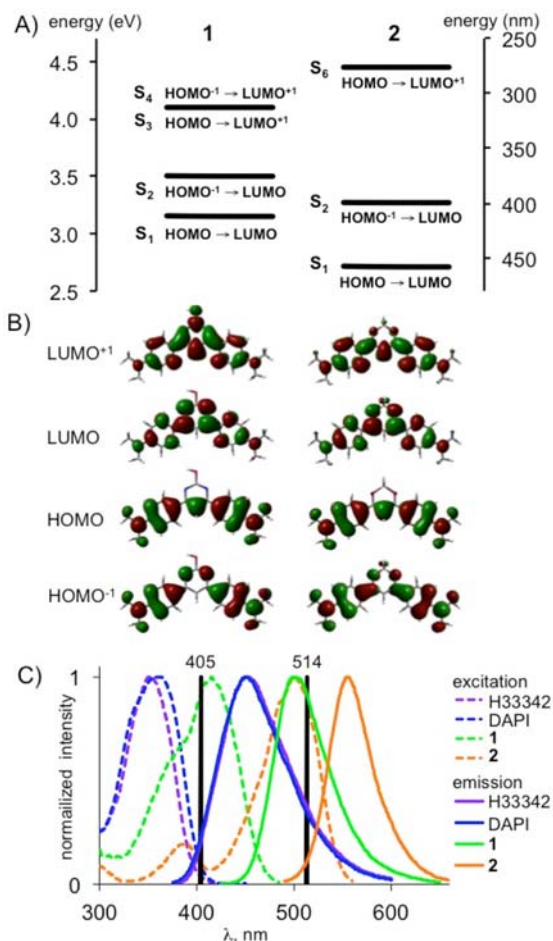 A)
energy (eV)
1
2
energy (nm)
4.5
4.0
3.5
3.0
2.5
S4 HOMO-1 → LUMO+1
S3 HOMO → LUMO+1
S2 HOMO-1 → LUMO
S1 HOMO → LUMO
S6 HOMO → LUMO+1
S2 HOMO-1 → LUMO
S1 HOMO → LUMO
250
300
350
400
450
B)
LUMO+1
LUMO
HOMO
HOMO-1
C)
405
514
1
0
normailized intensity
300
400
500
600
λ, nm
excitation
H33342
DAPI
1
2
emission
H33342
DAPI
1
2